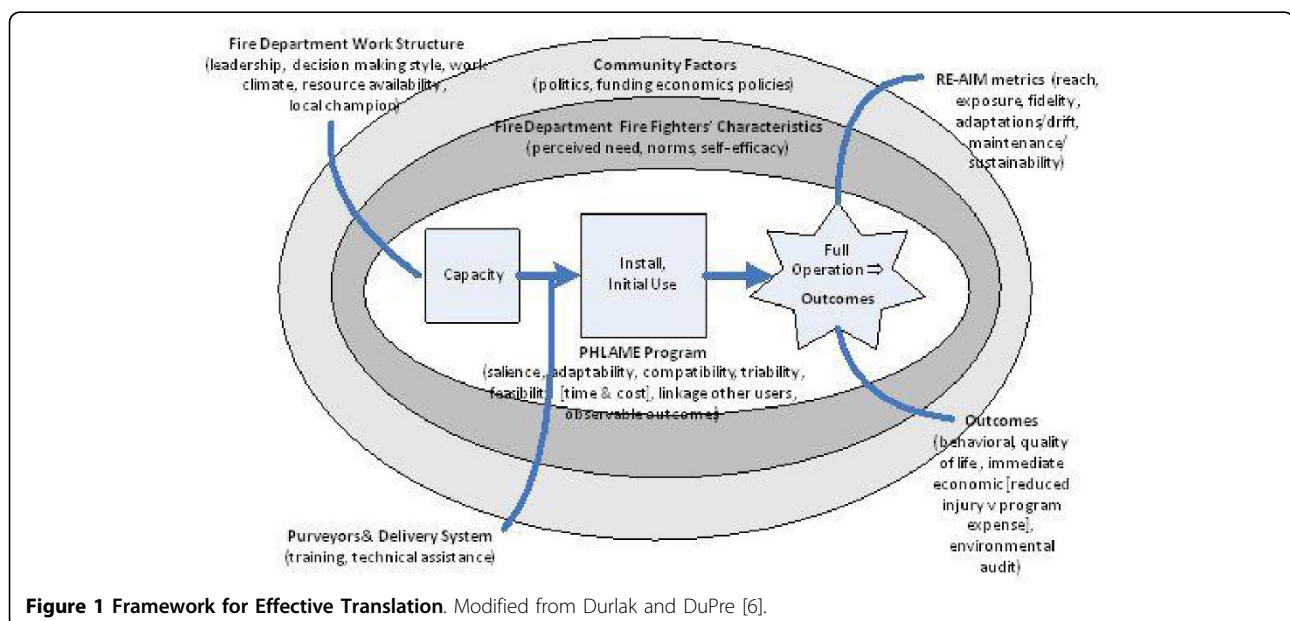 Fire Department Work Structure
(leadership, decision making style, work
climate, resource availability,
local champion)
Community Factors
(politics, funding economics, policies)
RE-AIM metrics (reach,
exposure, fidelity,
adaptations/drift,
maintenance/
sustainability)
Fire Department Fire Fighters' Characteristics
(perceived need, norms, self-efficacy)
Capacity
Install,
Initial Use
Full
Operation ⇒
Outcomes
PHLAME Program
(salience, adaptability, compatibility, triability,
feasibility [time & cost], linkage other users,
observable outcomes)
Purveyors & Delivery System
(training, technical assistance)
Outcomes
(behavioral, quality
of life, immediate
economic [reduced
injury v program
expense],
environmental
audit)
Figure 1 Framework for Effective Translation. Modified from Durlak and DuPre [6].